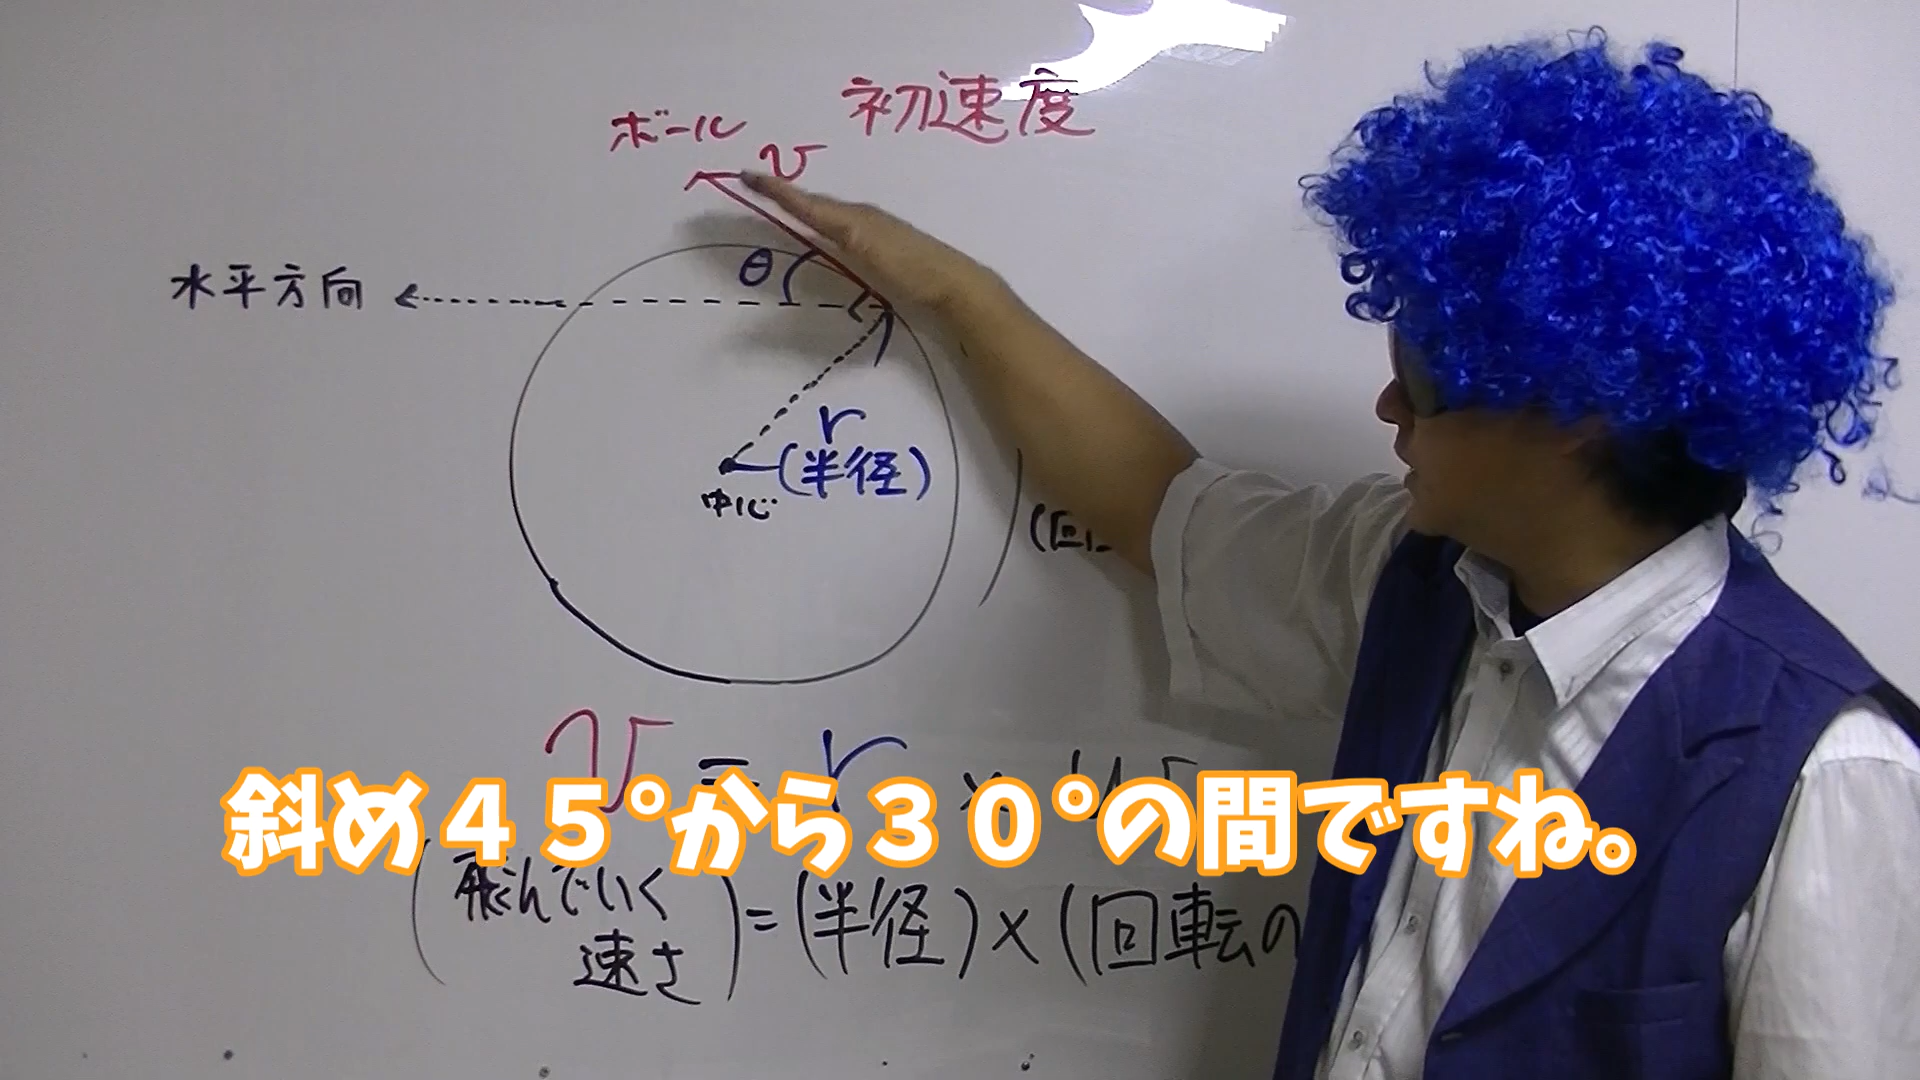 初速度
ボール
v
θ
水平方向
r
(半径)
中心
(回
v = r ×
斜め45°から30°の間ですね。
(飛んでいく
速さ) = (半径) × (回転の